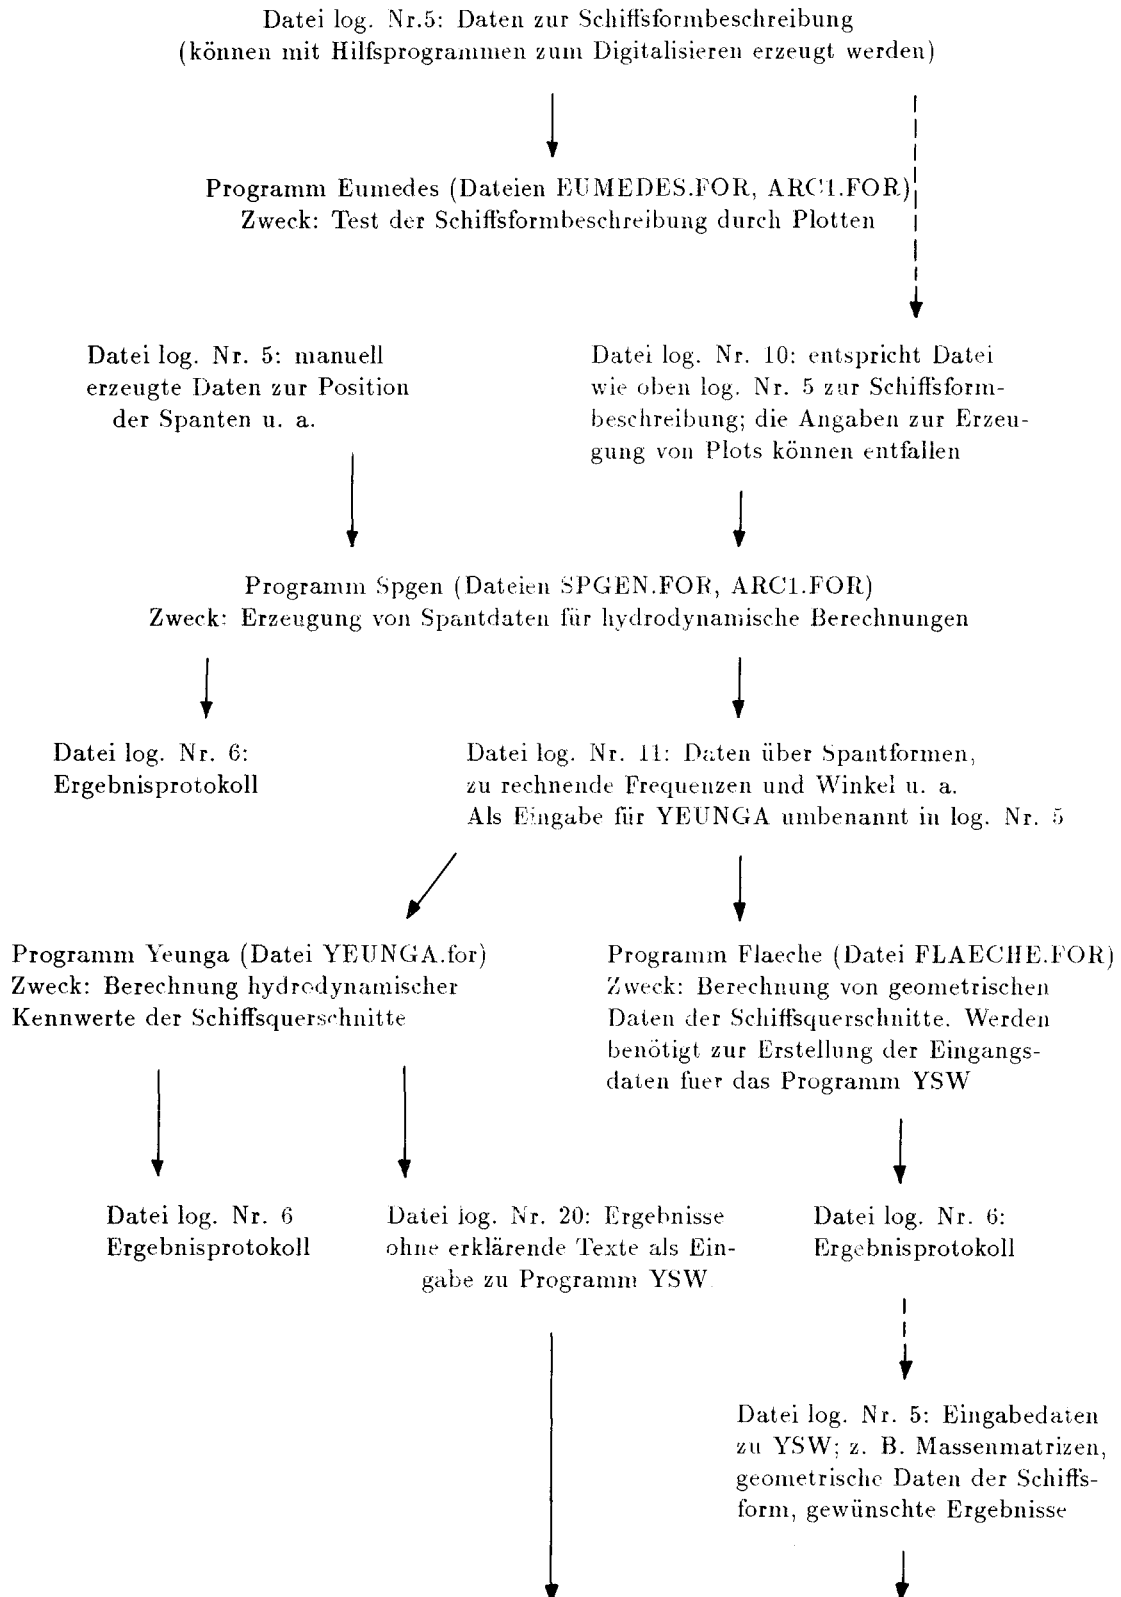 Datei log. Nr.5: Daten zur Schiffsformbeschreibung
(können mit Hilfsprogrammen zum Digitalisieren erzeugt werden)
Programm Eumedes (Dateien EUMEDES.FOR, ARC1.FOR)
Zweck: Test der Schiffsformbeschreibung durch Plotten
Datei log. Nr. 5: manuell
erzeugte Daten zur Position
der Spanten u. a.
Datei log. Nr. 10: entspricht Datei
wie oben log. Nr. 5 zur Schiffsform-
beschreibung; die Angaben zur Erzeu-
gung von Plots können entfallen
Programm Spgen (Dateien SPGEN.FOR, ARC1.FOR)
Zweck: Erzeugung von Spantdaten für hydrodynamische Berechnungen
Datei log. Nr. 6:
Ergebnisprotokoll
Datei log. Nr. 11: Daten über Spantformen,
zu rechnende Frequenzen und Winkel u. a.
Als Eingabe für YEUNGA umbenannt in log. Nr. 5
Programm Yeunga (Datei YEUNGA.for)
Zweck: Berechnung hydrodynamischer
Kennwerte der Schiffsquerschnitte
Programm Flaeche (Datei FLAECHE.FOR)
Zweck: Berechnung von geometrischen
Daten der Schiffsquerschnitte. Werden
benötigt zur Erstellung der Eingangs-
daten fuer das Programm YSW
Datei log. Nr. 6
Ergebnisprotokoll
Datei log. Nr. 20: Ergebnisse
ohne erklärende Texte als Ein-
gabe zu Programm YSW
Datei log. Nr. 6:
Ergebnisprotokoll
Datei log. Nr. 5: Eingabedaten
zu YSW; z. B. Massenmatrizen,
geometrische Daten der Schiffs-
form, gewünschte Ergebnisse